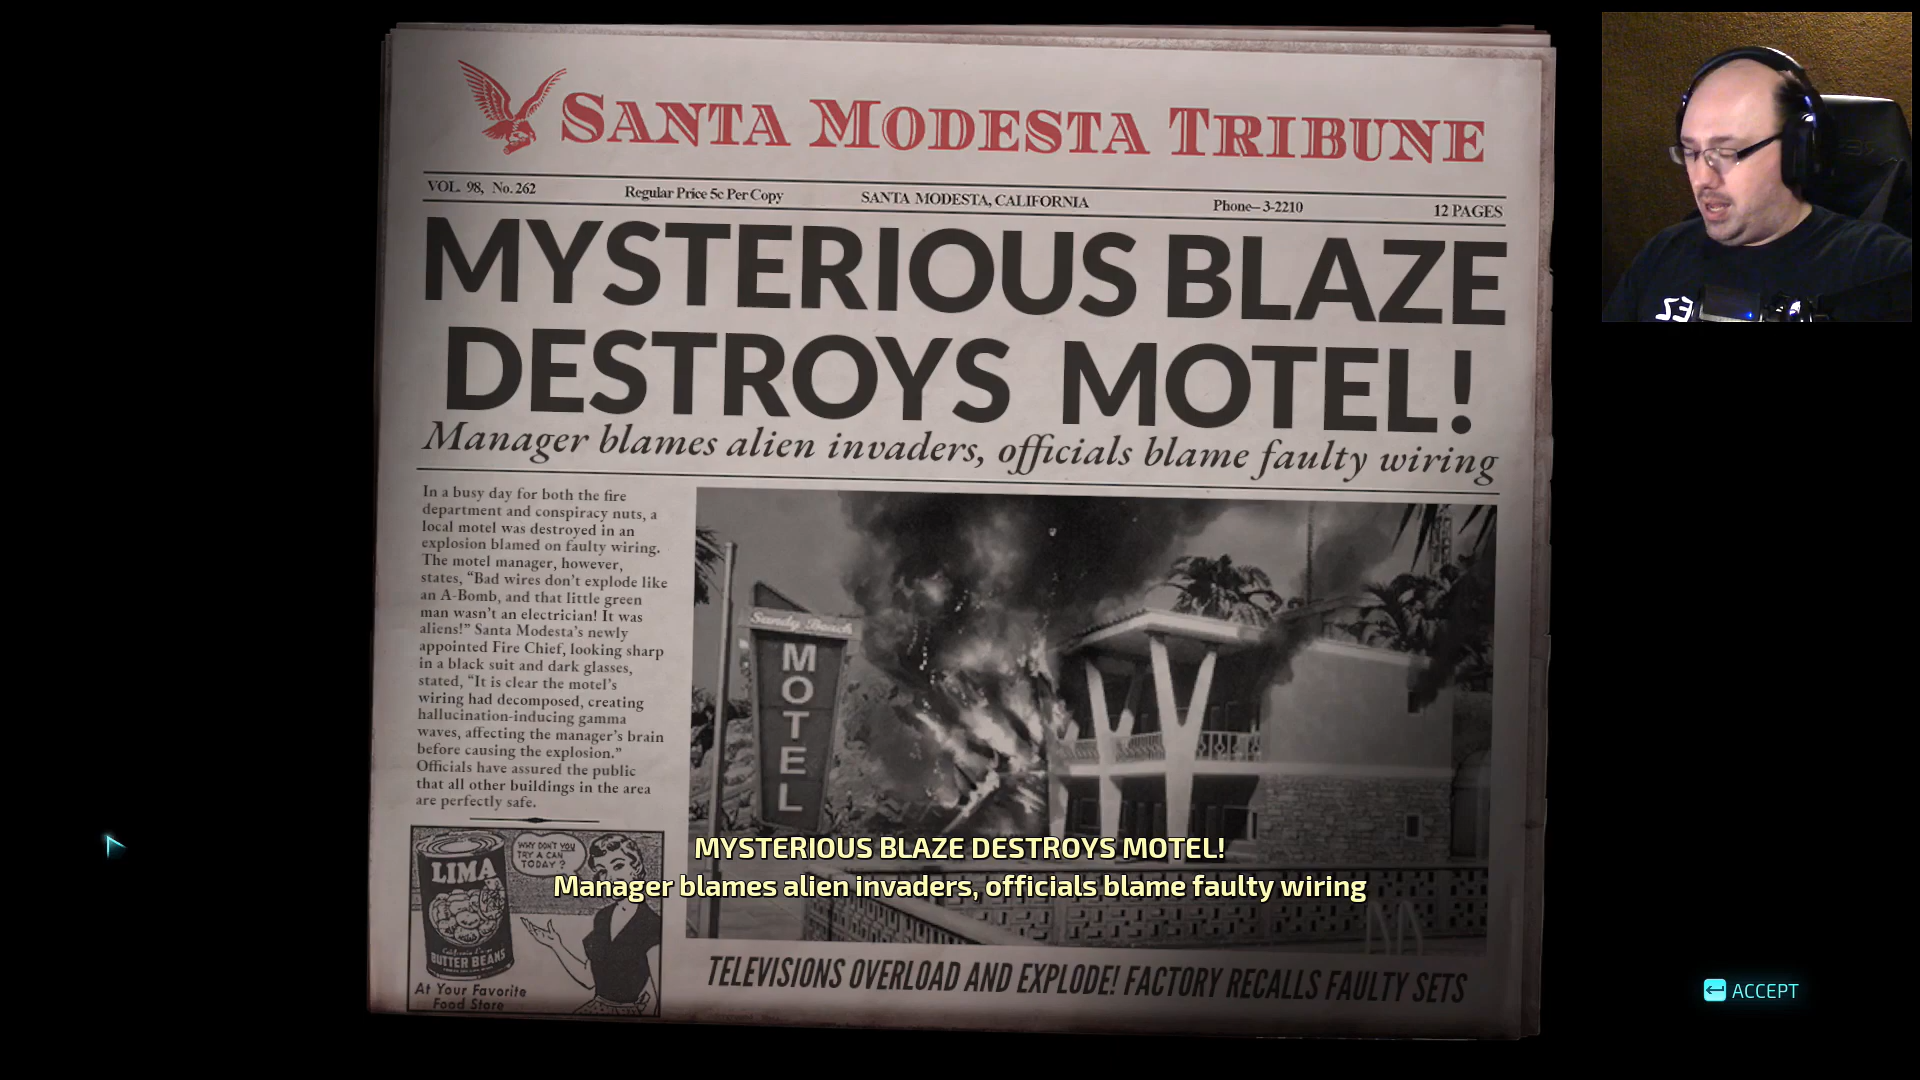 SANTA MODESTA TRIBUNE
VOL. 98, No. 262 Regular Price 5c Per Copy SANTA MODESTA, CALIFORNIA Phone–3-2210 12 PAGES
MYSTERIOUS BLAZE
DESTROYS MOTEL!
Manager blames alien invaders, officials blame faulty wiring
In a busy day for both the fire
department and conspiracy nuts, a
local motel was destroyed in an
explosion blamed on faulty wiring.
The motel manager, however,
states, “Bad wires don’t explode like
an A-Bomb, and that little green
man wasn’t an electrician! It was
aliens!” Santa Modesta’s newly
appointed Fire Chief, looking sharp
in a black suit and dark glasses,
stated, “It is clear the motel’s
wiring had decomposed, creating
hallucination-inducing gamma
waves, affecting the manager’s brain
before causing the explosion.”
Officials have assured the public
that all other buildings in the area
are perfectly safe.
Sandy Beach
MOTEL
LIMA
BUTTER BEANS
WHY DON'T YOU
TRY A CAN
TODAY?
At Your Favorite
Food Store
MYSTERIOUS BLAZE DESTROYS MOTEL!
Manager blames alien invaders, officials blame faulty wiring
TELEVISIONS OVERLOAD AND EXPLODE! FACTORY RECALLS FAULTY SETS
ACCEPT